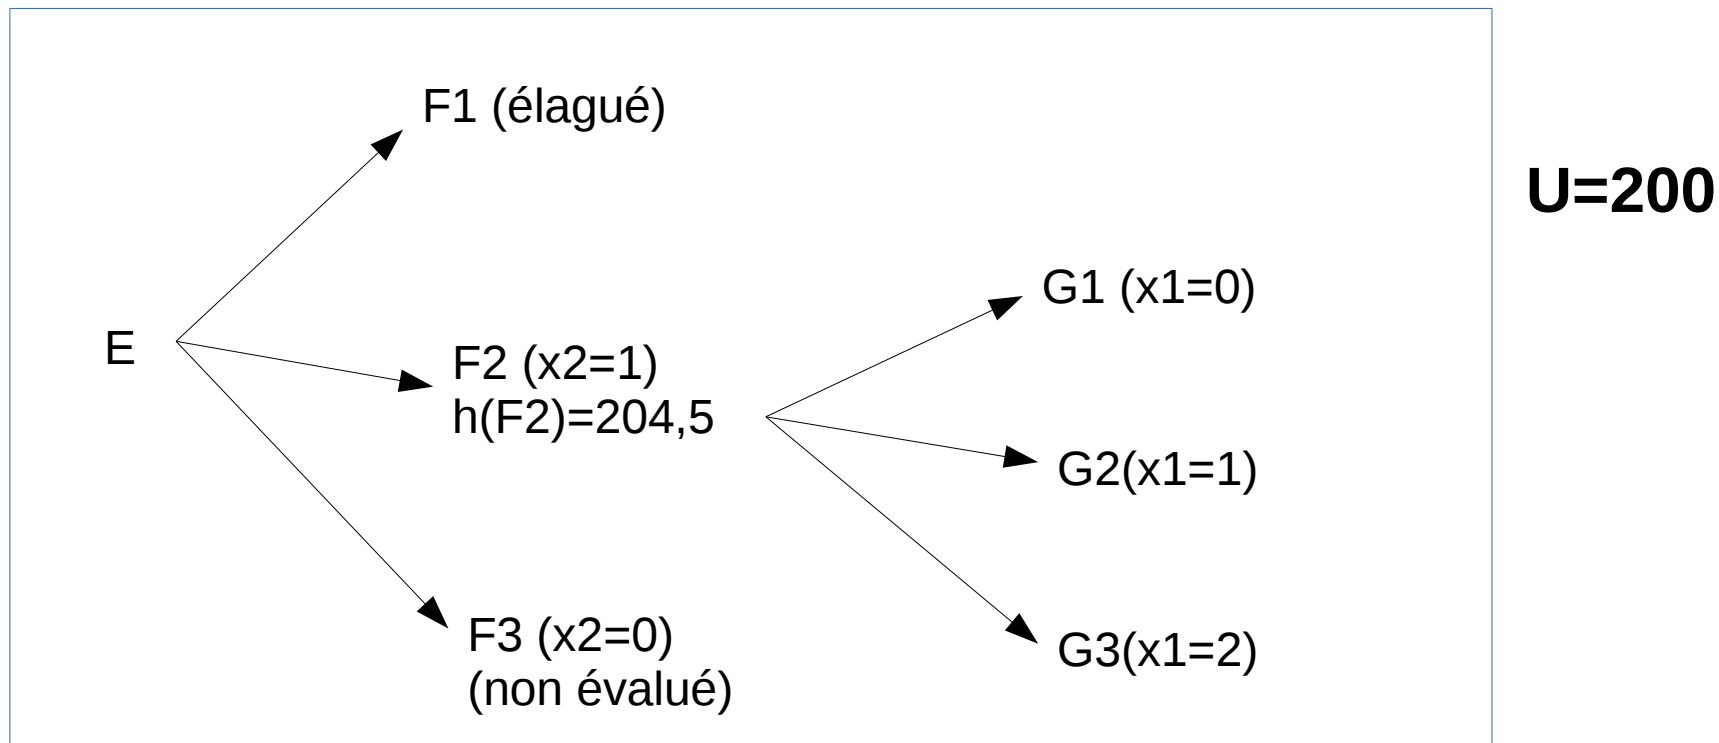 F1 (élagué)
U=200
G1 (x1=0)
E
F2 (x2=1)
h(F2)=204,5
G2(x1=1)
F3 (x2=0)
(non évalué)
G3(x1=2)